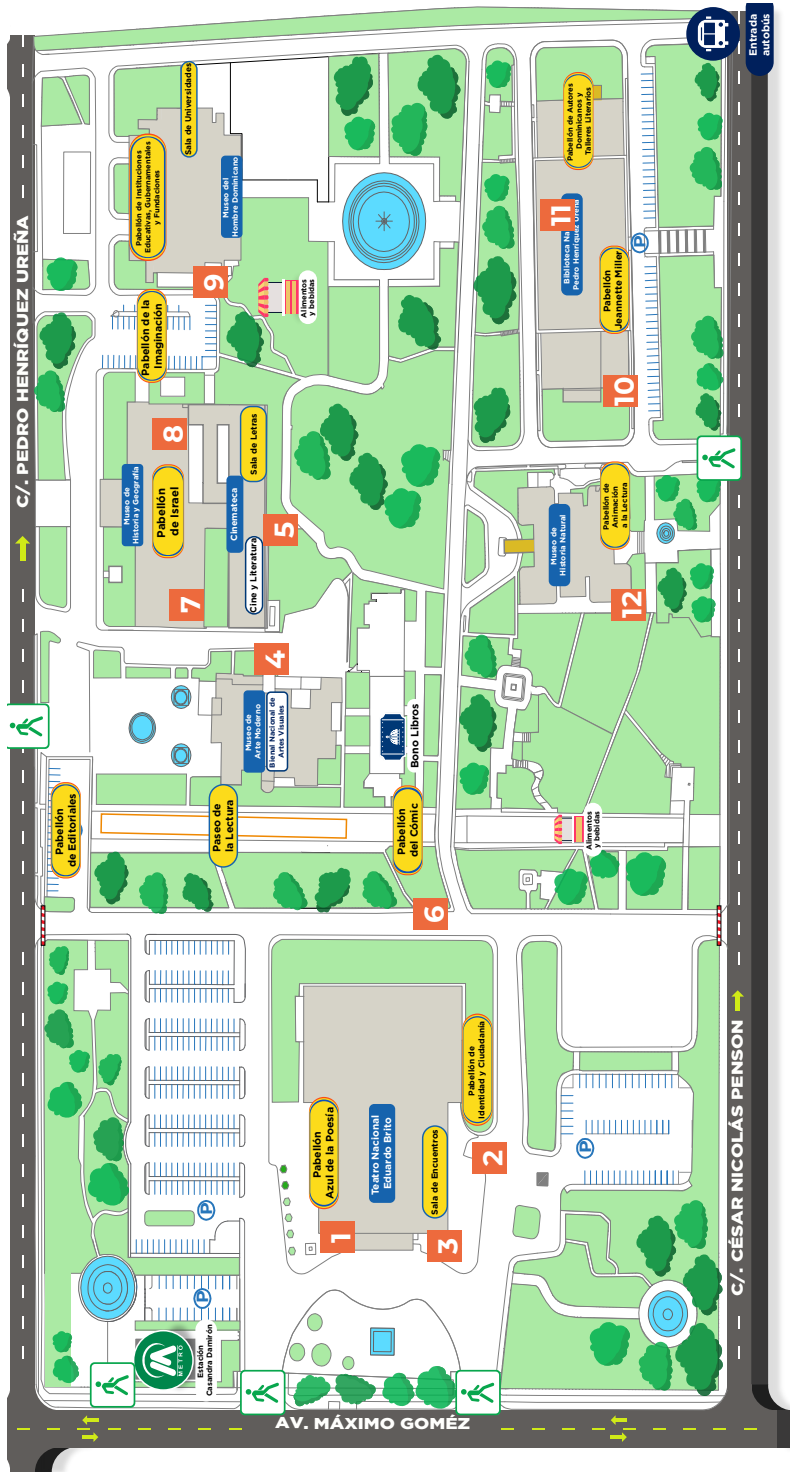 Entrada
autobús
C/. PEDRO HENRÍQUEZ UREÑA
Sala de Universidades
Pabellón de Instituciones
Educativas, Gubernamentales
y Fundaciones
Museo del
Hombre Dominicano
9
Alimentos
y bebidas
Pabellón de la
Imaginación
Pabellón de Autores
Dominicanos y
Talleres Literarios
11
Biblioteca Na
Pedro Henríquez Ureña
P
Pabellón
Jeannette Miller
10
8
Museo de
Historia y Geografía
Pabellón
de Israel
7
Sala de Letras
Cinemateca
5
Cine y Literatura
Museo de
Historia Natural
Pabellón de
Animación
a la Lectura
12
4
Museo de
Arte Moderno
Bienal Nacional de
Artes Visuales
Bono Libros
Pabellón
de Editoriales
Paseo de
la Lectura
Pabellón
del Cómic
Alimentos
y bebidas
6
Pabellón de
Identidad y Ciudadanía
Pabellón
Azul de la Poesía
Teatro Nacional
Eduardo Brito
Sala de Encuentros
1
2
3
P
P
P
METRO
Estación
Casandra Damirón
C/. CÉSAR NICOLÁS PENSON
AV. MÁXIMO GOMÉZ